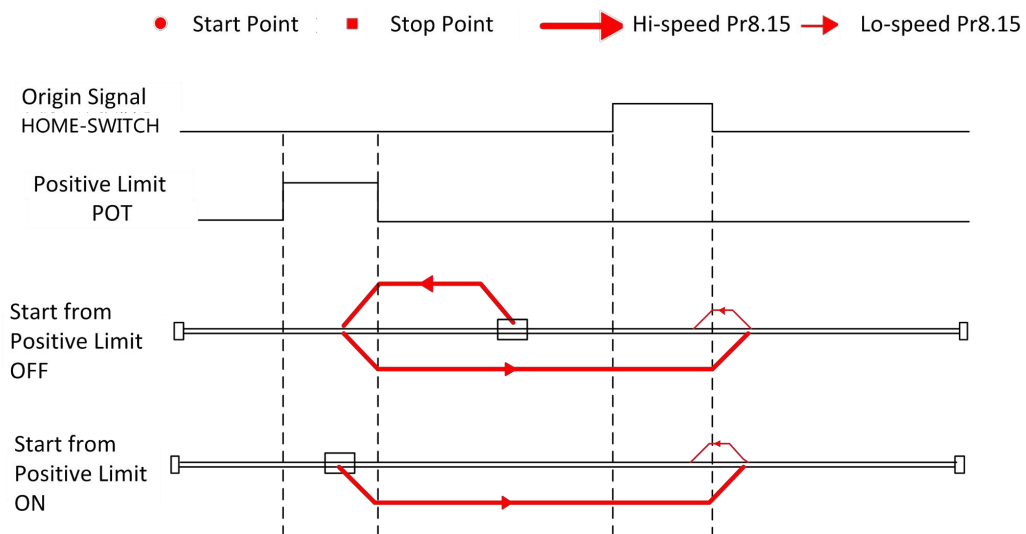 Start Point Stop Point Hi-speed Pr8.15 Lo-speed Pr8.15
Origin Signal
HOME-SWITCH
Positive Limit
POT
Start from
Positive Limit
OFF
Start from
Positive Limit
ON